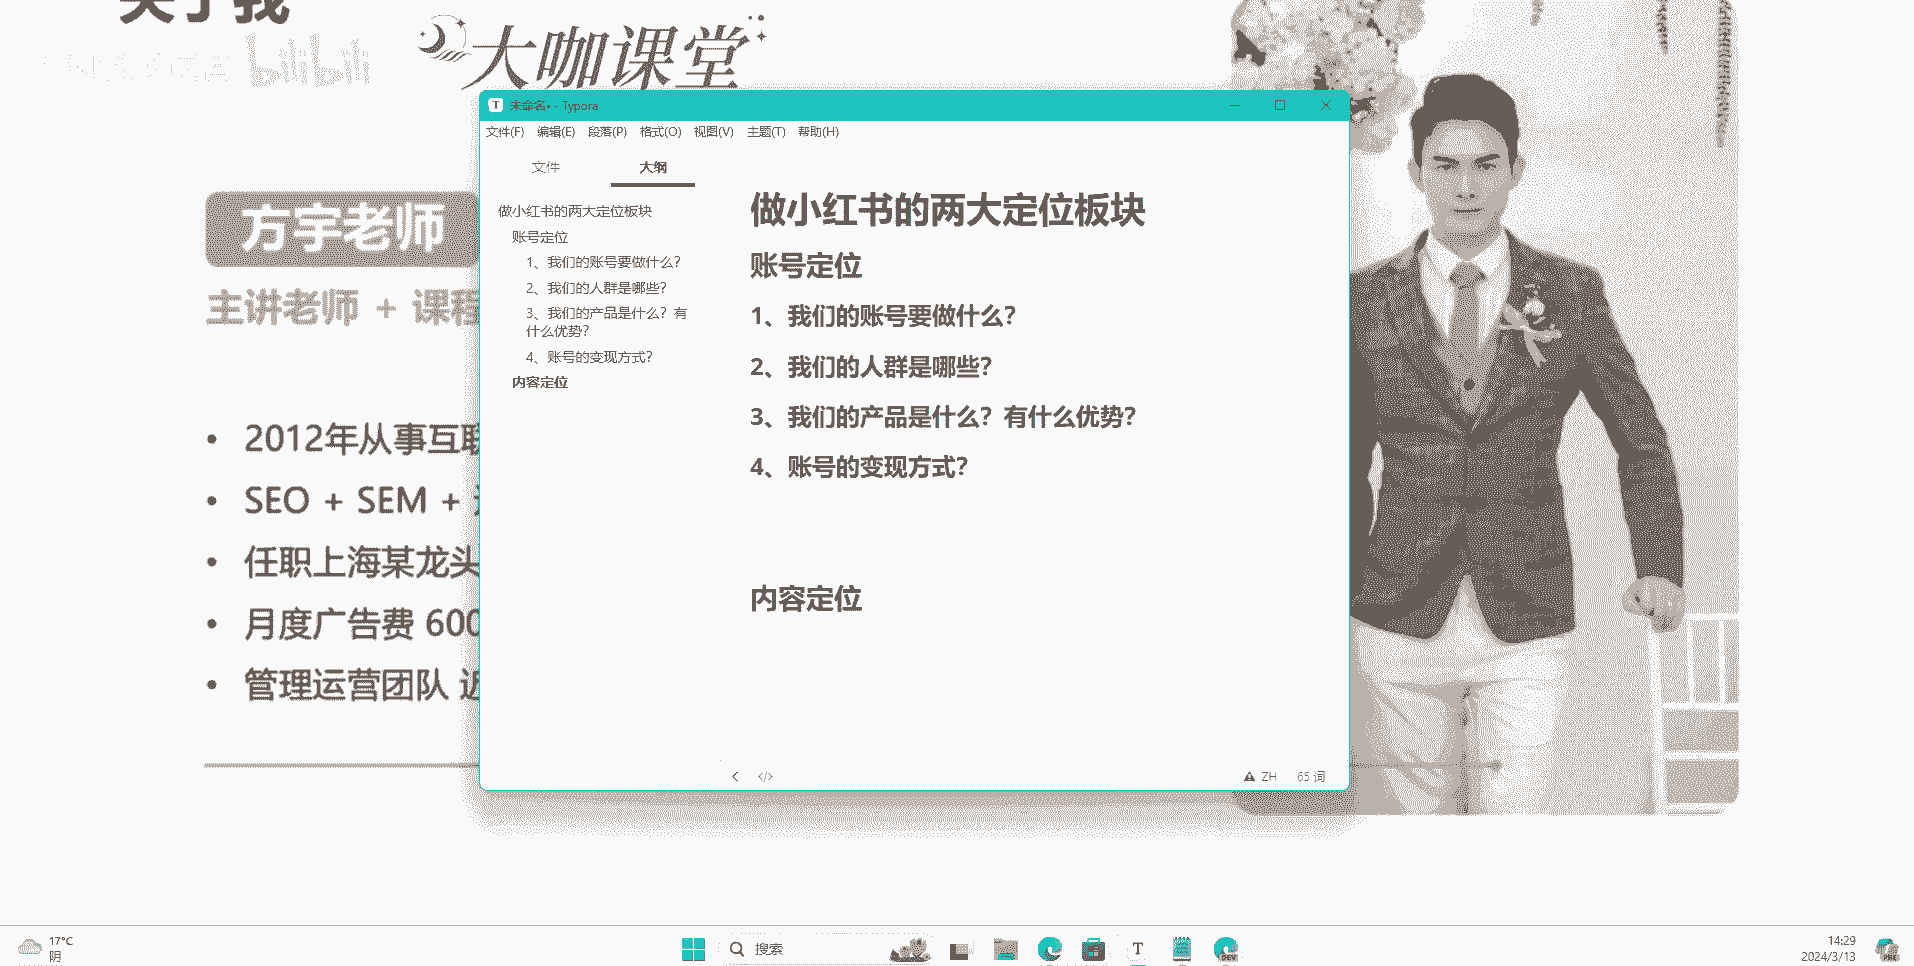 关于我
bilibili
大咖课堂
未命名• - Typora
文件(F) 编辑(E) 段落(P) 格式(O) 视图(V) 主题(T) 帮助(H)
文件 大纲
做小红书的两大定位板块
账号定位
1、我们的账号要做什么？
2、我们的人群是哪些？
3、我们的产品是什么？有
什么优势？
4、账号的变现方式？
内容定位
做小红书的两大定位板块
账号定位
1、我们的账号要做什么？
2、我们的人群是哪些？
3、我们的产品是什么？有什么优势？
4、账号的变现方式？
内容定位
</>
ZH 65 词
方宇老师
主讲老师 + 课程
• 2012年从事互联
• SEO + SEM +
• 任职上海某龙头
• 月度广告费 600
• 管理运营团队 近
17°C
阴
搜索
T
DEV
14:29
2024/3/13
PRE